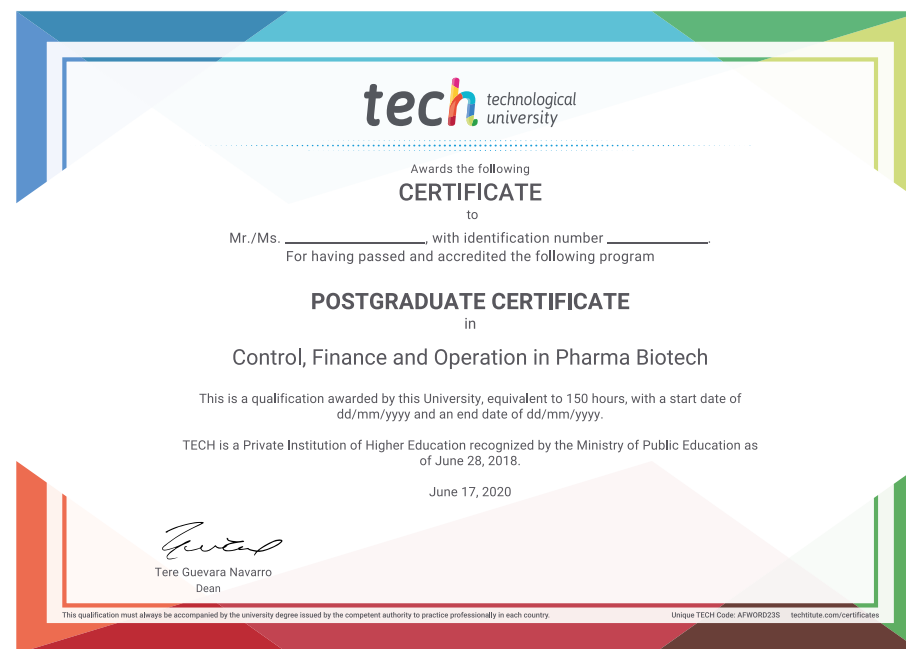 tech technological
university
Awards the following
CERTIFICATE
to
Mr./Ms. ____________________, with identification number ______________.
For having passed and accredited the following program
POSTGRADUATE CERTIFICATE
in
Control, Finance and Operation in Pharma Biotech
This is a qualification awarded by this University, equivalent to 150 hours, with a start date of
dd/mm/yyyy and an end date of dd/mm/yyyy.
TECH is a Private Institution of Higher Education recognized by the Ministry of Public Education as
of June 28, 2018.
June 17, 2020
Tere Guevara Navarro
Dean
This qualification must always be accompanied by the university degree issued by the competent authority to practice professionally in each country.
Unique TECH Code: AFWORD23S techtitute.com/certificates